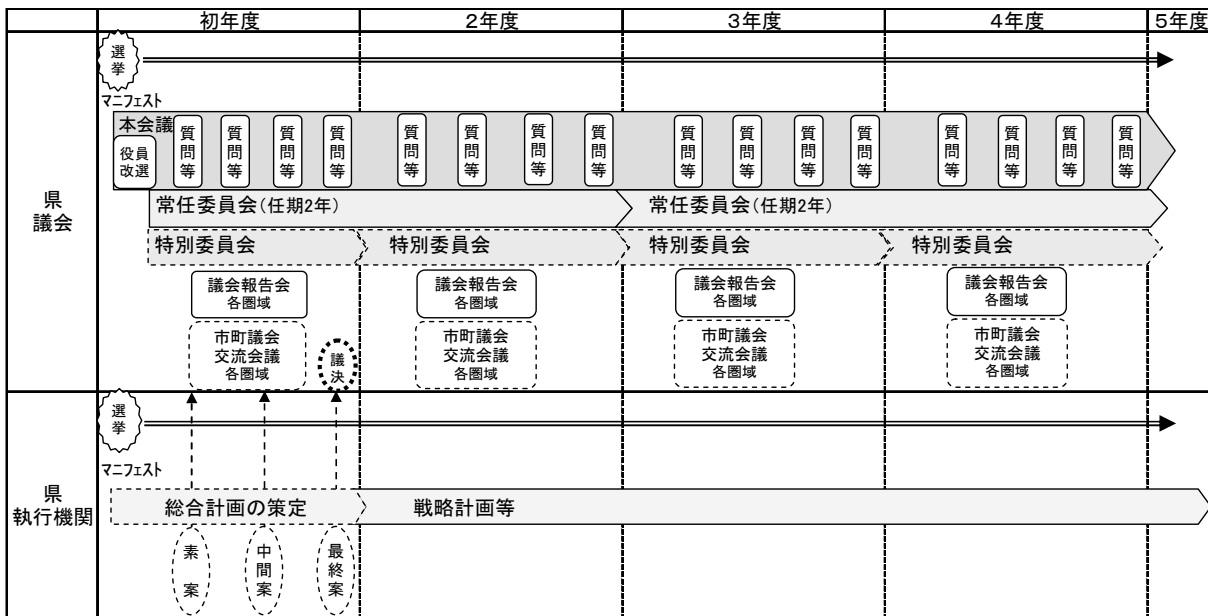 初年度 2年度 3年度 4年度 5年度
県
議会
選挙
マニフェスト
本会議
役員
改選
質問等 質問等 質問等 質問等 質問等 質問等 質問等 質問等 質問等 質問等 質問等 質問等 質問等 質問等 質問等 質問等
常任委員会(任期2年) 常任委員会(任期2年)
特別委員会 特別委員会 特別委員会 特別委員会
議会報告会 議会報告会 議会報告会 議会報告会
各圏域 各圏域 各圏域 各圏域
市町議会 市町議会 市町議会 市町議会
交流会議 交流会議 交流会議 交流会議
各圏域 各圏域 各圏域 各圏域
議決
県
執行機関
選挙
マニフェスト
総合計画の策定 戦略計画等
素案 中間案 最終案